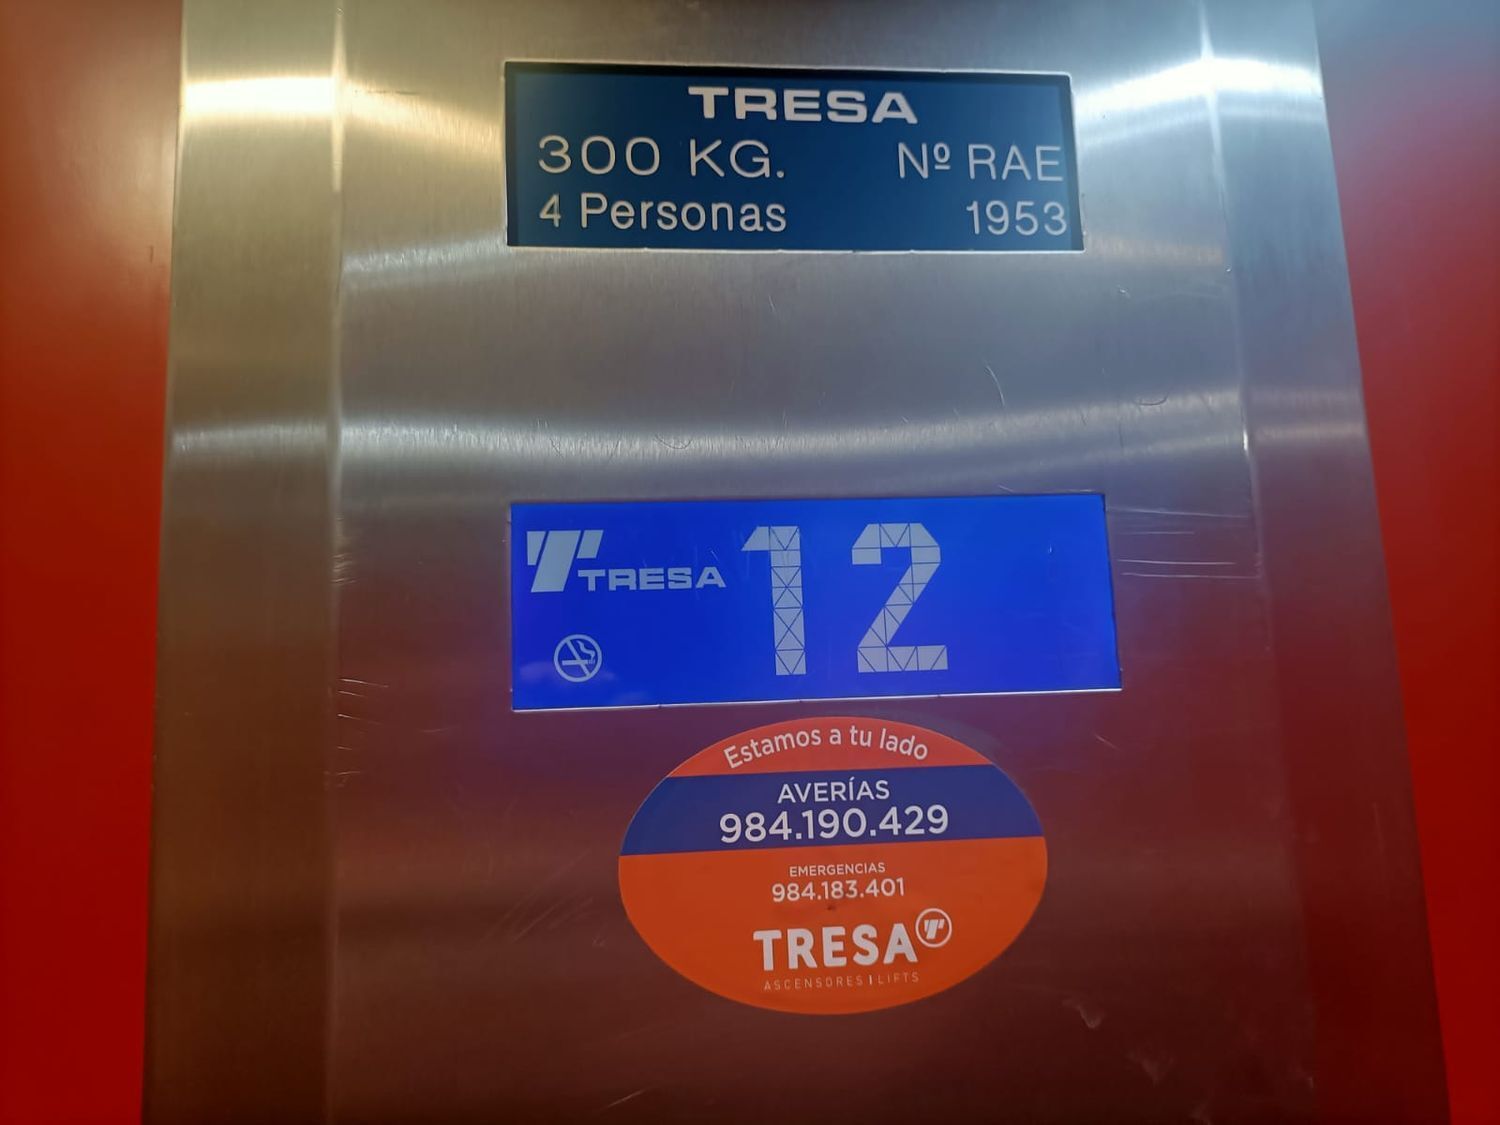 TRESA
300 KG. Nº RAE
4 Personas 1953
TRESA 12
Estamos a tu lado
AVERÍAS
984.190.429
EMERGENCIAS
984.183.401
TRESA
ASCENSORES | LIFTS